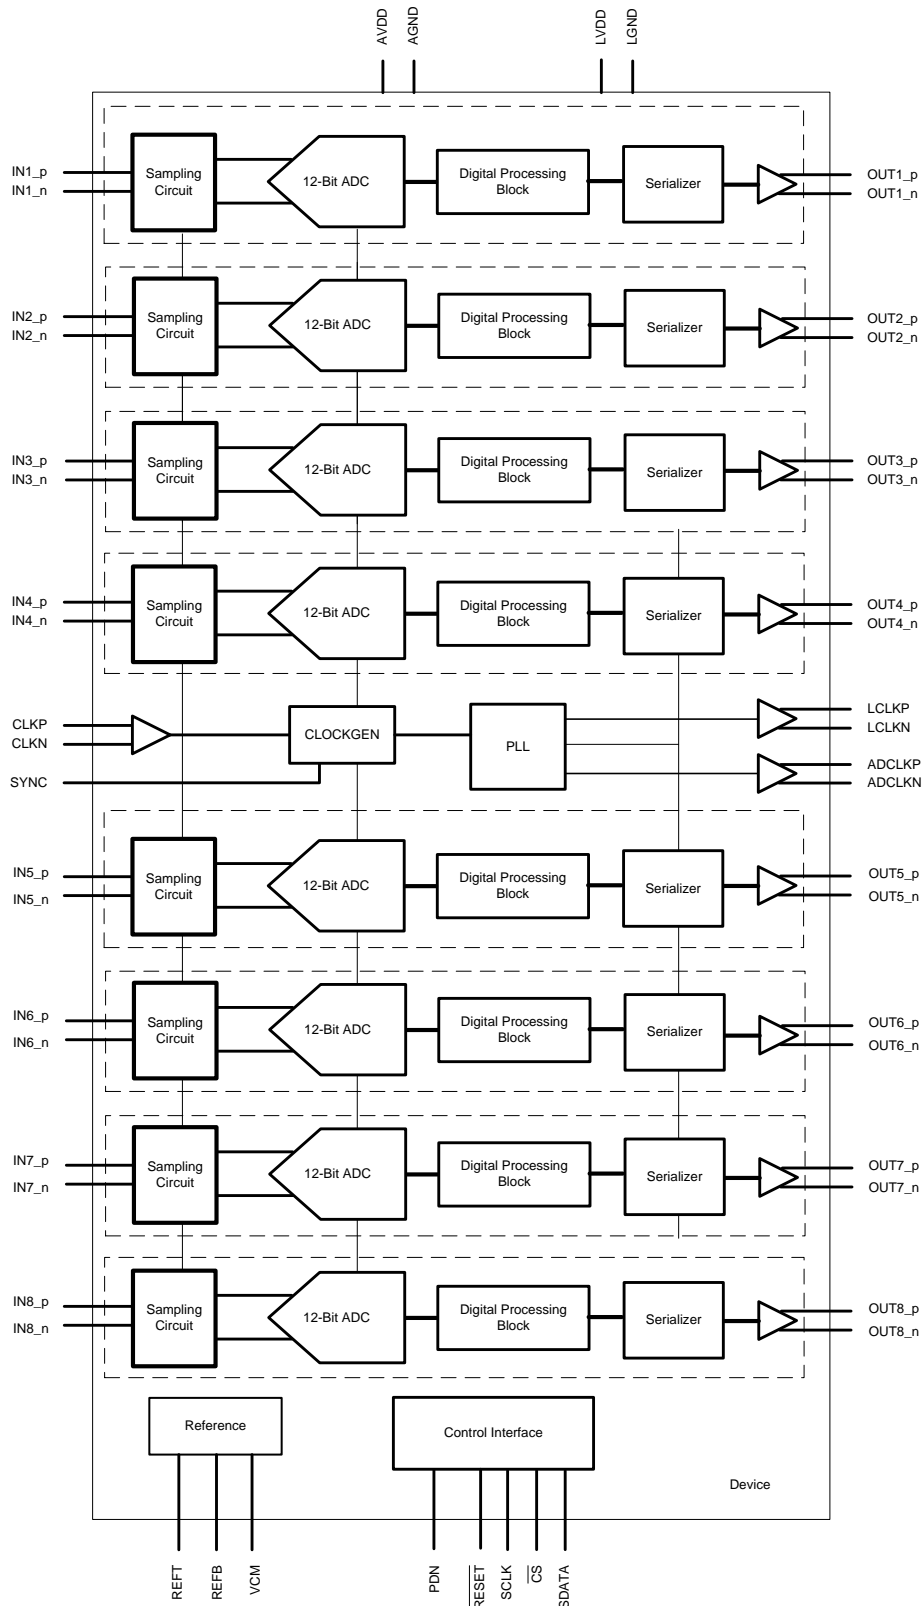 AVDD
AGND
LVDD
LGND
IN1_p
IN1_n
Sampling
Circuit
12-Bit ADC
Digital Processing
Block
Serializer
OUT1_p
OUT1_n
IN2_p
IN2_n
Sampling
Circuit
12-Bit ADC
Digital Processing
Block
Serializer
OUT2_p
OUT2_n
IN3_p
IN3_n
Sampling
Circuit
12-Bit ADC
Digital Processing
Block
Serializer
OUT3_p
OUT3_n
IN4_p
IN4_n
Sampling
Circuit
12-Bit ADC
Digital Processing
Block
Serializer
OUT4_p
OUT4_n
CLKP
CLKN
SYNC
CLOCKGEN
PLL
LCLKP
LCLKN
ADCLKP
ADCLKN
IN5_p
IN5_n
Sampling
Circuit
12-Bit ADC
Digital Processing
Block
Serializer
OUT5_p
OUT5_n
IN6_p
IN6_n
Sampling
Circuit
12-Bit ADC
Digital Processing
Block
Serializer
OUT6_p
OUT6_n
IN7_p
IN7_n
Sampling
Circuit
12-Bit ADC
Digital Processing
Block
Serializer
OUT7_p
OUT7_n
IN8_p
IN8_n
Sampling
Circuit
12-Bit ADC
Digital Processing
Block
Serializer
OUT8_p
OUT8_n
Reference
Control Interface
Device
REFT
REFB
VCM
PDN
RESET
SCLK
CS
SDATA